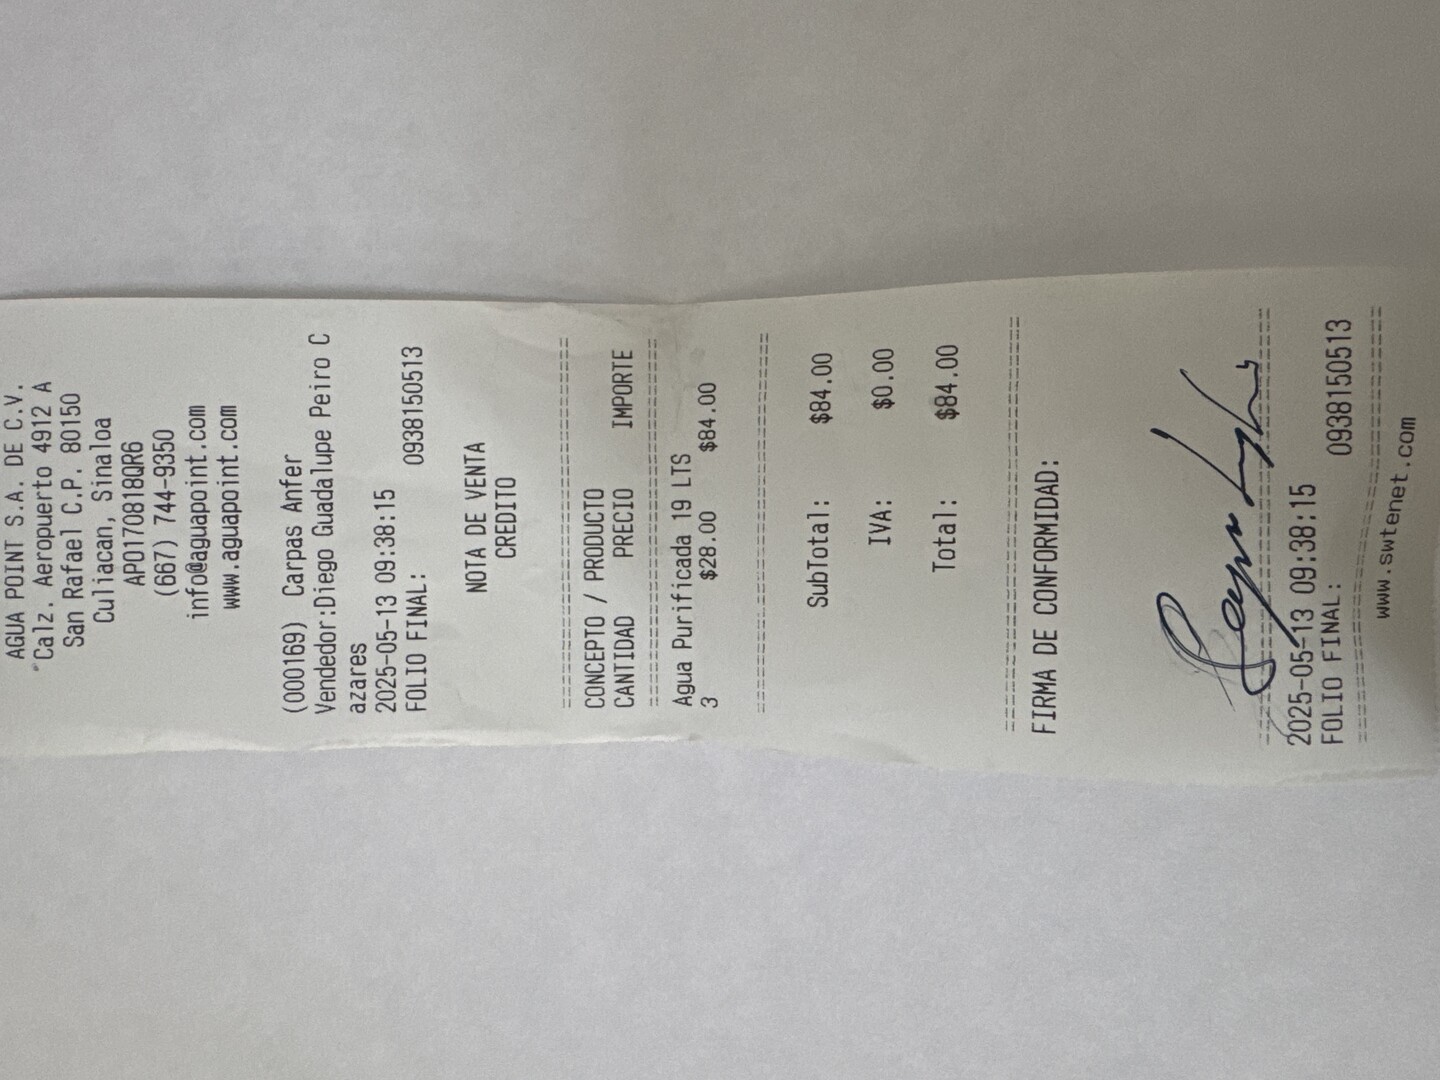 AGUA POINT S.A. DE C.V.
Calz. Aeropuerto 4912 A
San Rafael C.P. 80150
Culiacan, Sinaloa
APO170818QR6
(667) 744-9350
info@aguapoint.com
www.aguapoint.com
(000169) Carpas Anfer
Vendedor:Diego Guadalupe Peiro C
azares
2025-05-13 09:38:15
FOLIO FINAL: 0938150513
NOTA DE VENTA
CREDITO
CONCEPTO / PRODUCTO
CANTIDAD PRECIO IMPORTE
Agua Purificada 19 LTS
3 $28.00 $84.00
SubTotal: $84.00
IVA: $0.00
Total: $84.00
FIRMA DE CONFORMIDAD:
2025-05-13 09:38:15
FOLIO FINAL: 0938150513
www.swtenet.com